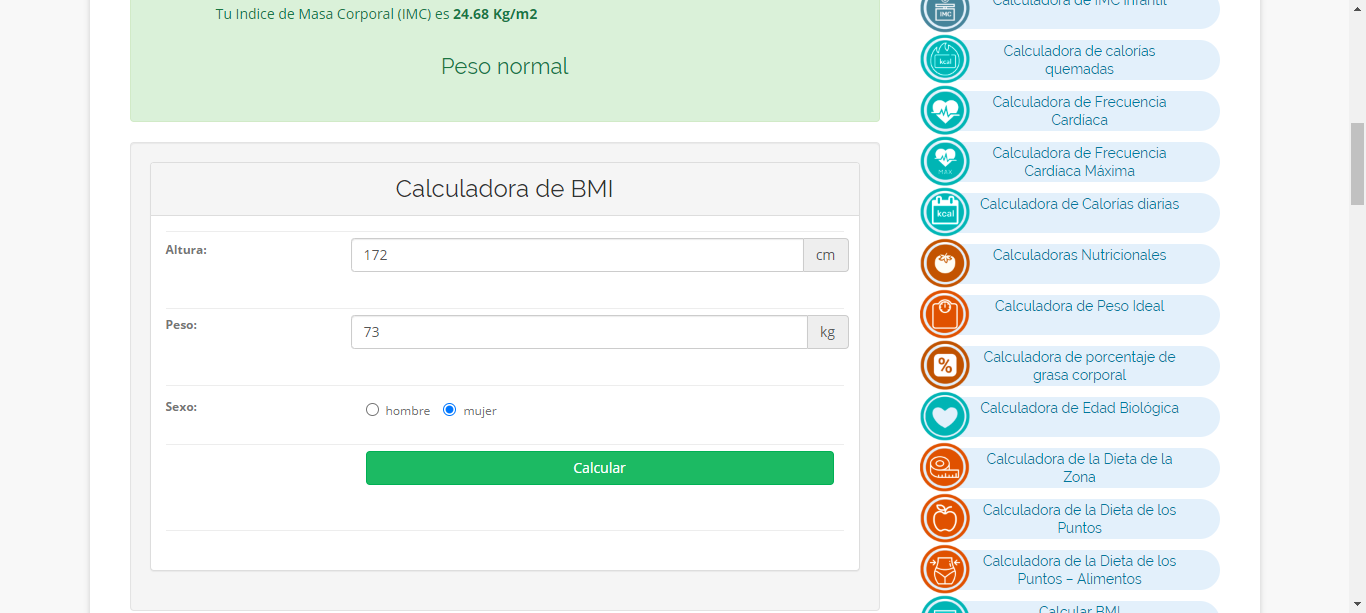 Tu Indice de Masa Corporal (IMC) es 24.68 Kg/m2
Peso normal
Calculadora de BMI
Altura:
172
cm
Peso:
73
kg
Sexo:
hombre
mujer
Calcular
Calculadora de IMC Infantil
IMC
Calculadora de calorías
quemadas
kcal
Calculadora de Frecuencia
Cardiaca
Calculadora de Frecuencia
Cardíaca Máxima
MAX
Calculadora de Calorías diarias
kcal
Calculadoras Nutricionales
Calculadora de Peso Ideal
Calculadora de porcentaje de
grasa corporal
%
Calculadora de Edad Biológica
Calculadora de la Dieta de la
Zona
Calculadora de la Dieta de los
Puntos
Calculadora de la Dieta de los
Puntos – Alimentos
Calcular BMI